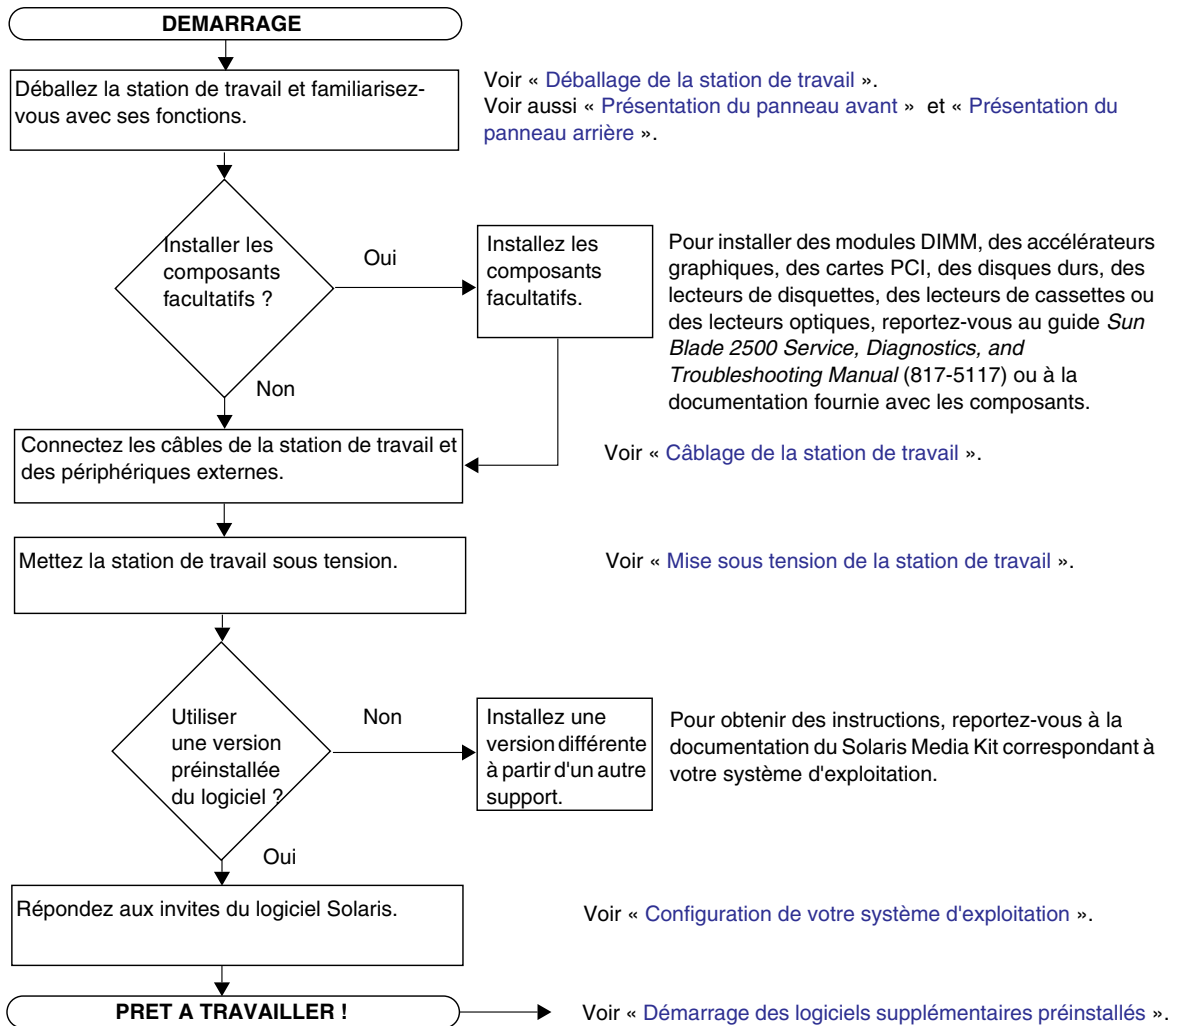 DEMARRAGE
Déballez la station de travail et familiarisez-
vous avec ses fonctions.
Voir « Déballage de la station de travail ».
Voir aussi « Présentation du panneau avant » et « Présentation du
panneau arrière ».
Installer les
composants
facultatifs ?
Oui
Non
Installez les
composants
facultatifs.
Pour installer des modules DIMM, des accélérateurs
graphiques, des cartes PCI, des disques durs, des
lecteurs de disquettes, des lecteurs de cassettes ou
des lecteurs optiques, reportez-vous au guide Sun
Blade 2500 Service, Diagnostics, and
Troubleshooting Manual (817-5117) ou à la
documentation fournie avec les composants.
Connectez les câbles de la station de travail et
des périphériques externes.
Voir « Câblage de la station de travail ».
Mettez la station de travail sous tension.
Voir « Mise sous tension de la station de travail ».
Utiliser
une version
préinstallée
du logiciel ?
Non
Oui
Installez une
version différente
à partir d'un autre
support.
Pour obtenir des instructions, reportez-vous à la
documentation du Solaris Media Kit correspondant à
votre système d'exploitation.
Répondez aux invites du logiciel Solaris.
Voir « Configuration de votre système d'exploitation ».
PRET A TRAVAILLER !
Voir « Démarrage des logiciels supplémentaires préinstallés ».